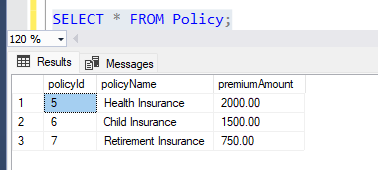 SELECT * FROM Policy;
120 %
Results Messages
policyId policyName premiumAmount
1 5 Health Insurance 2000.00
2 6 Child Insurance 1500.00
3 7 Retirement Insurance 750.00